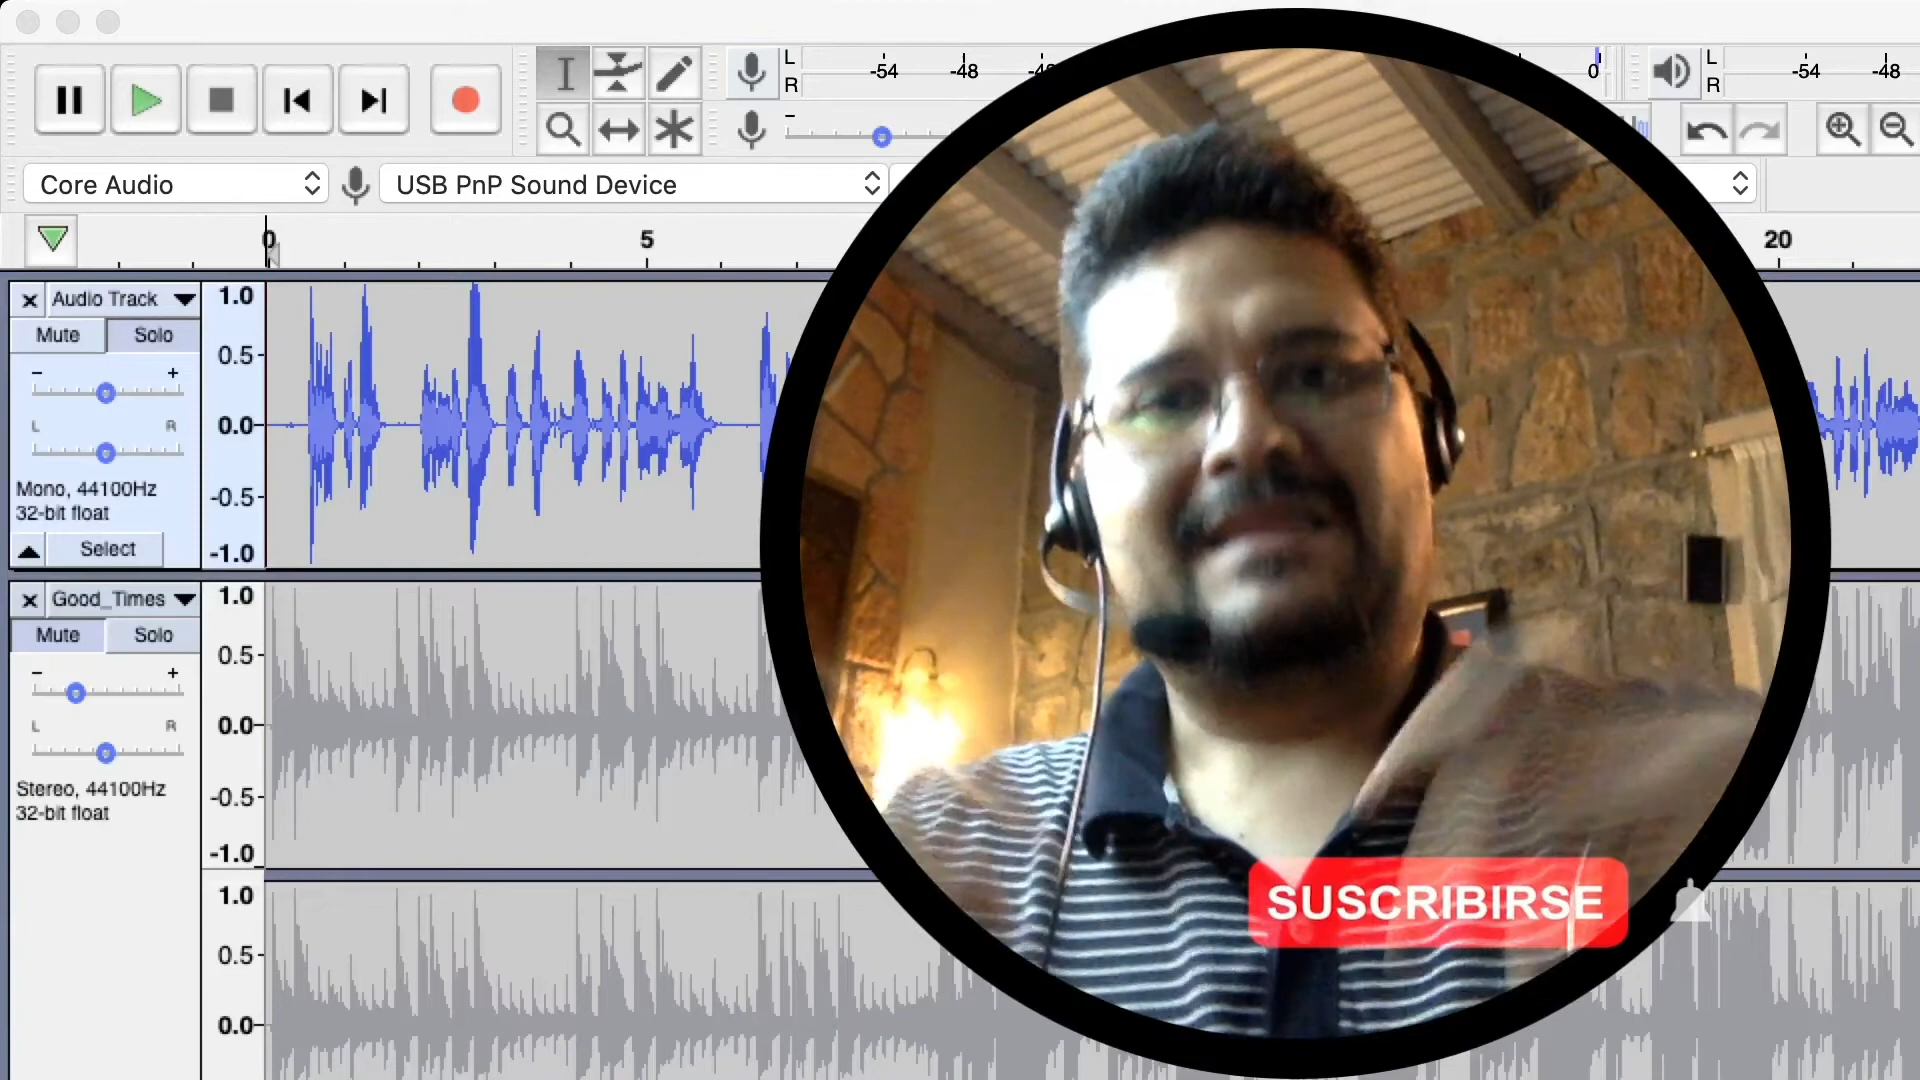 L
R
-54 -48
0
L
R
-54 -48
-
Core Audio
USB PnP Sound Device
0 5 20
Audio Track
Mute Solo
- +
L R
Mono, 44100Hz
32-bit float
Select
1.0
0.5
0.0
-0.5
-1.0
Good_Times
Mute Solo
- +
L R
Stereo, 44100Hz
32-bit float
1.0
0.5
0.0
-0.5
-1.0
1.0
0.5
0.0
SUSCRIBIRSE